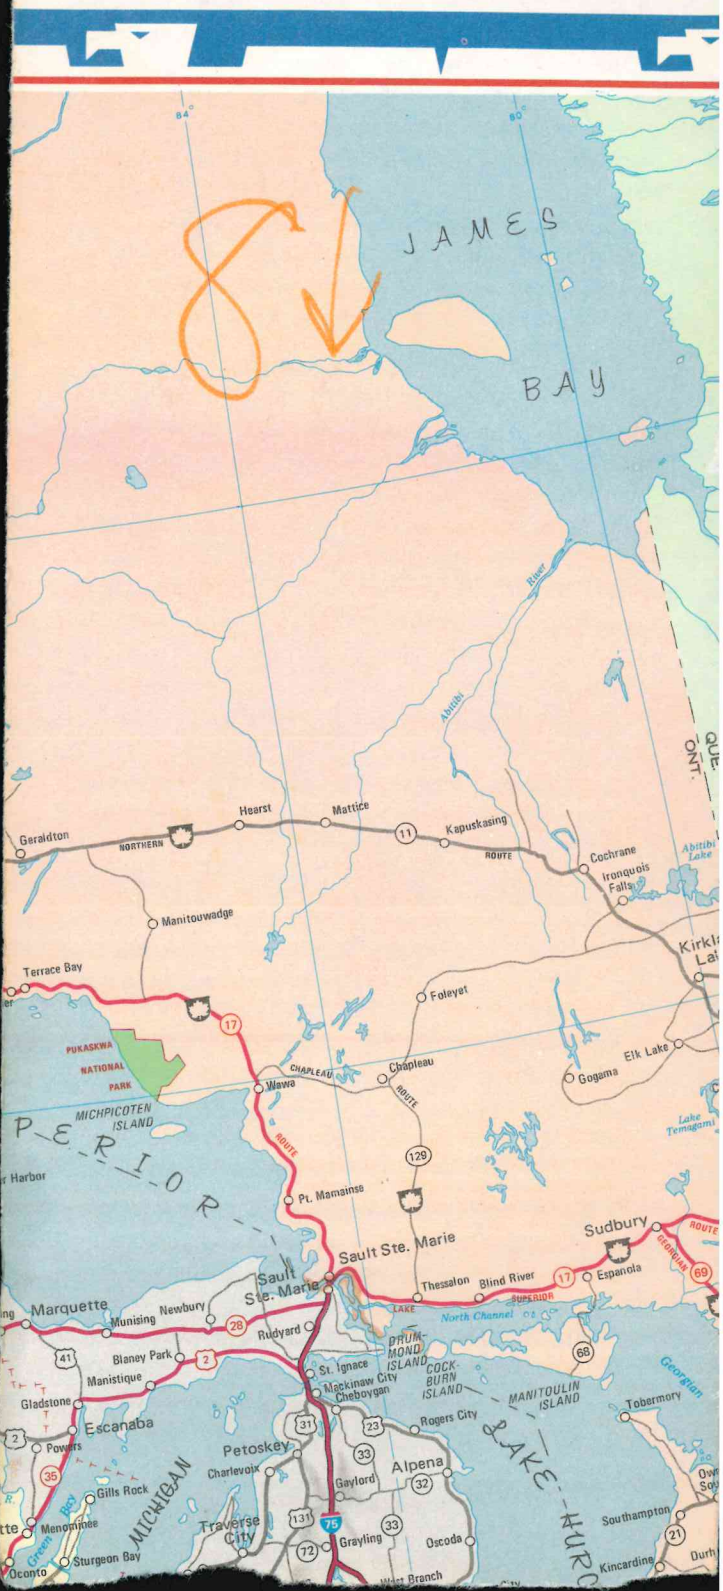 84°
80°
8
JAMES
BAY
River
Abitibi
QUE.
ONT.
Geraldton
NORTHERN
Hearst
Mattice
11
Kapuskasing
ROUTE
Cochrane
Abitibi
Lake
Ironquois
Falls
Manitouwadge
Terrace Bay
17
Foleyet
PUKASKWA
NATIONAL
PARK
Wawa
CHAPLEAU
Chapleau
ROUTE
Elk Lake
Gogama
MICHPICOTEN
ISLAND
Lake
Temagami
PERIOR
r Harbor
ROUTE
129
Pt. Mamainse
Sudbury
ROUTE
GEORGIAN
69
Sault Ste. Marie
Sault
Ste. Marie
Thessalon
Blind River
17
Espanola
LAKE
SUPERIOR
North Channel
Marquette
Munising
Newbury
28
Rudyard
41
Blaney Park
2
Manistique
St. Ignace
Mackinaw City
Cheboygan
DRUM-
MOND
ISLAND
COCK-
BURN
ISLAND
68
MANITOULIN
ISLAND
Georgian
Tobermory
Gladstone
Escanaba
2
Powers
31
23
Rogers City
LAKE HURO
Petoskey
33
Charlevoix
Alpena
35
Gills Rock
MICHIGAN
Gaylord
32
Southampton
Menominee
Green Bay
Traverse
City
131
75
33
21
72
Grayling
Oscoda
Oconto
Sturgeon Bay
Kincardine
West Branch